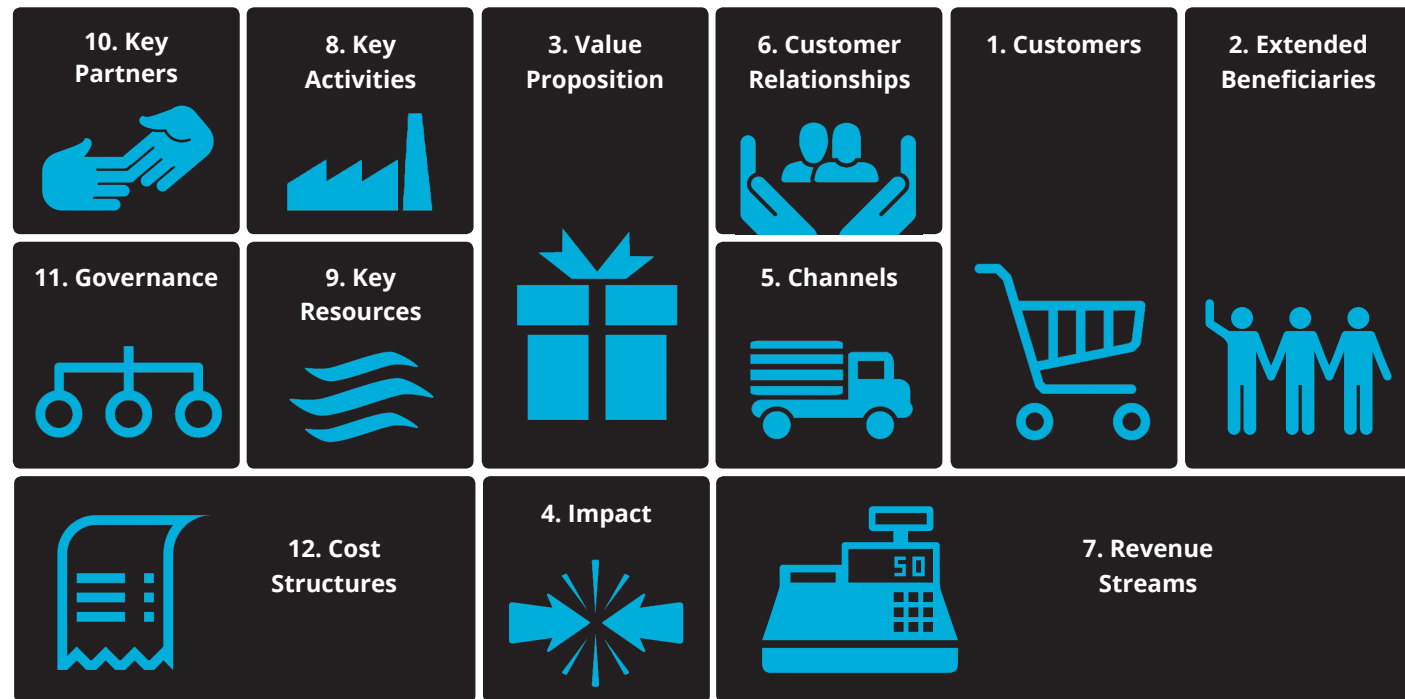 10. Key
Partners
8. Key
Activities
3. Value
Proposition
6. Customer
Relationships
1. Customers
2. Extended
Beneficiaries
11. Governance
9. Key
Resources
5. Channels
12. Cost
Structures
4. Impact
50
7. Revenue
Streams